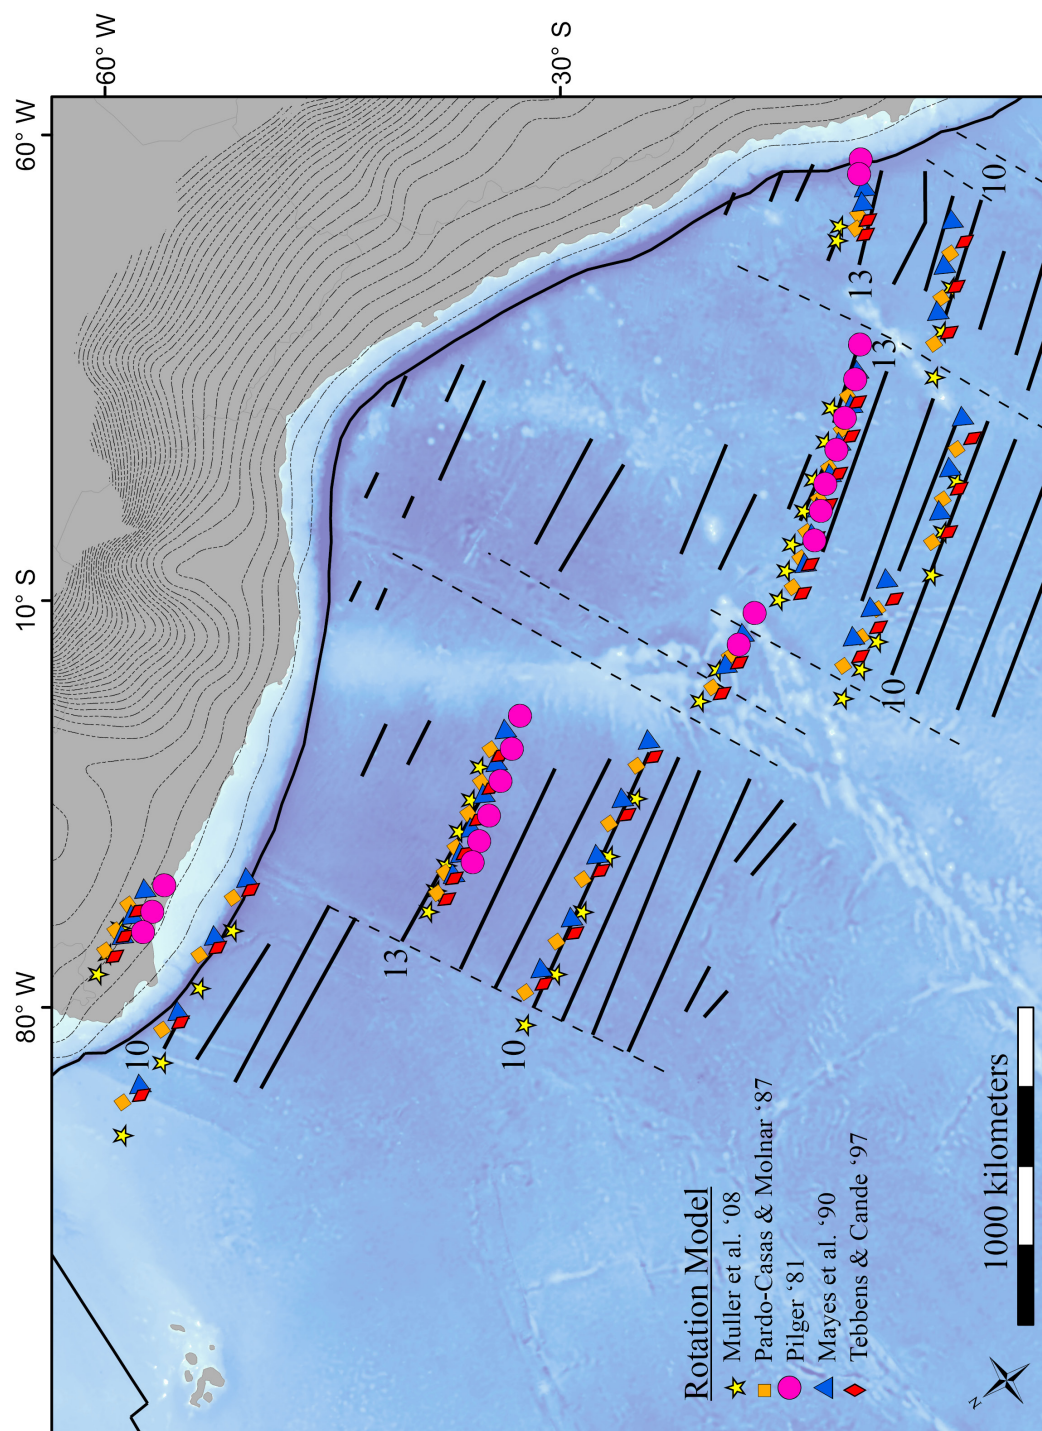 60° W
60° W
30° S
10° S
80° W
10
13
10
13
13
10
10
Rotation Model
Muller et al. ‘08
Pardo-Casas & Molnar ‘87
Pilger ‘81
Mayes et al. ‘90
Tebbens & Cande ‘97
1000 kilometers
N